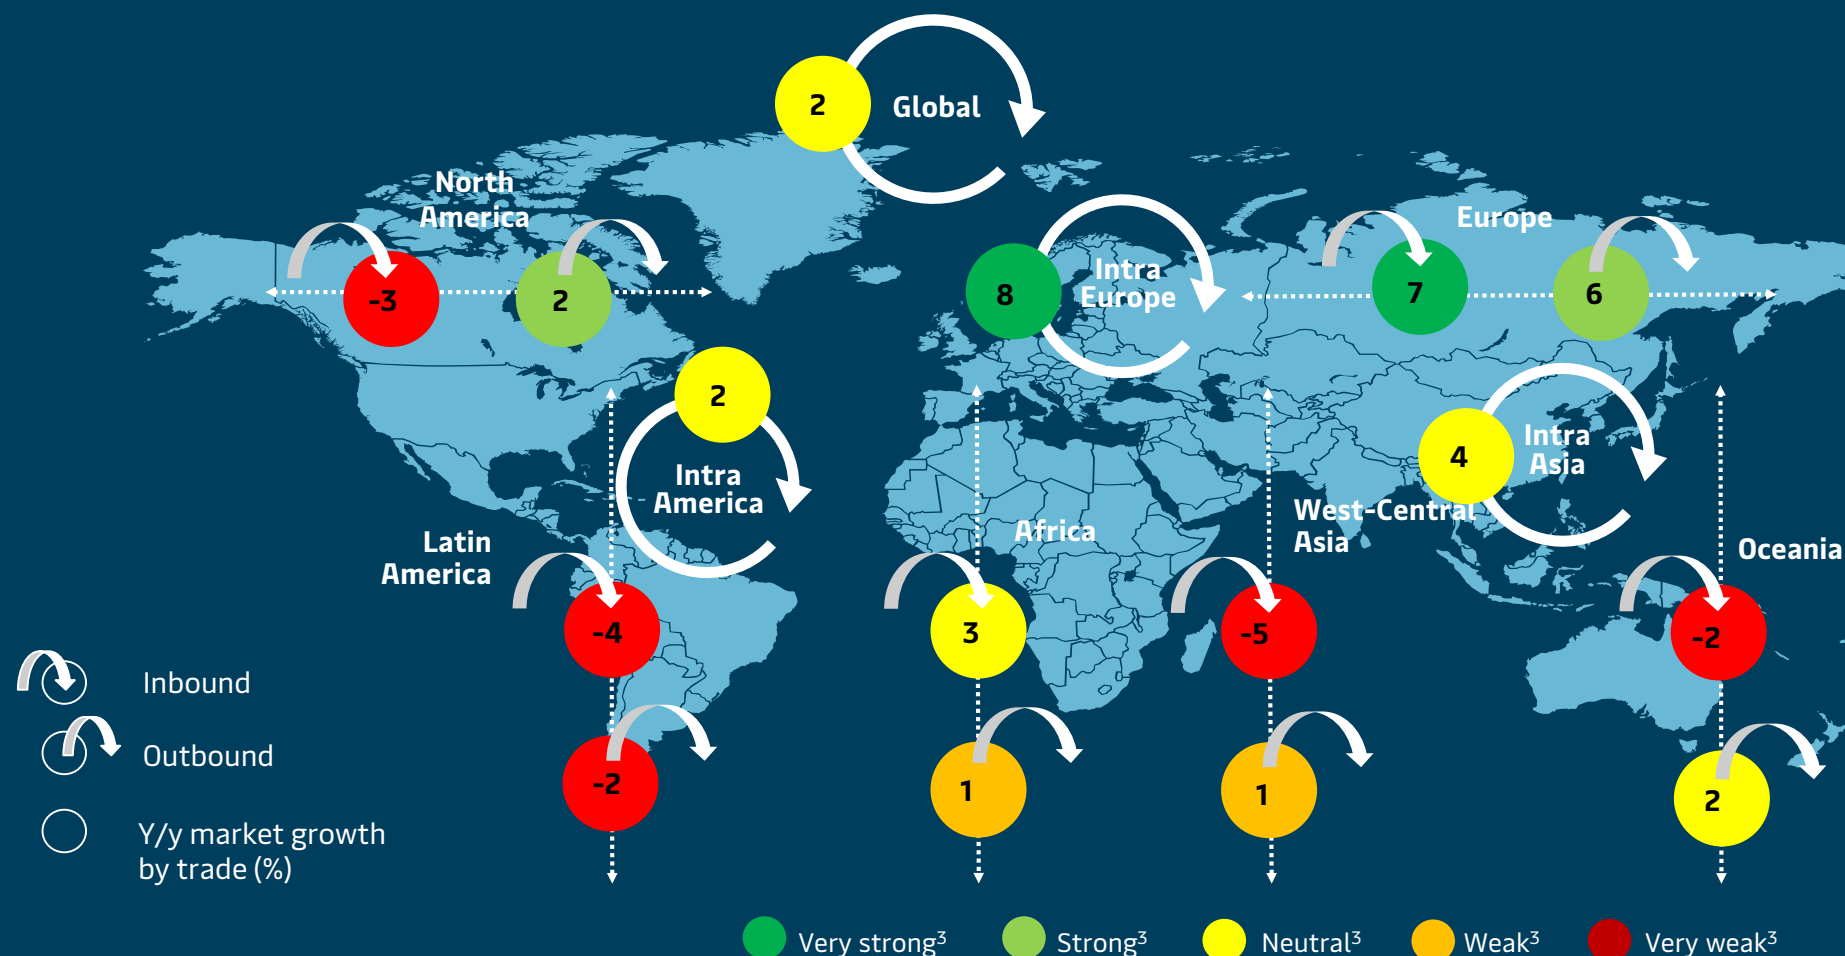 2
Global
North
America
-3
2
Intra
Europe
8
Europe
7
6
2
Intra
America
4
Intra
Asia
West-Central
Asia
Africa
Latin
America
Oceania
-4
3
-5
-2
-2
1
1
2
Inbound
Outbound
Y/y market growth
by trade (%)
Very strong³ Strong³ Neutral³ Weak³ Very weak³